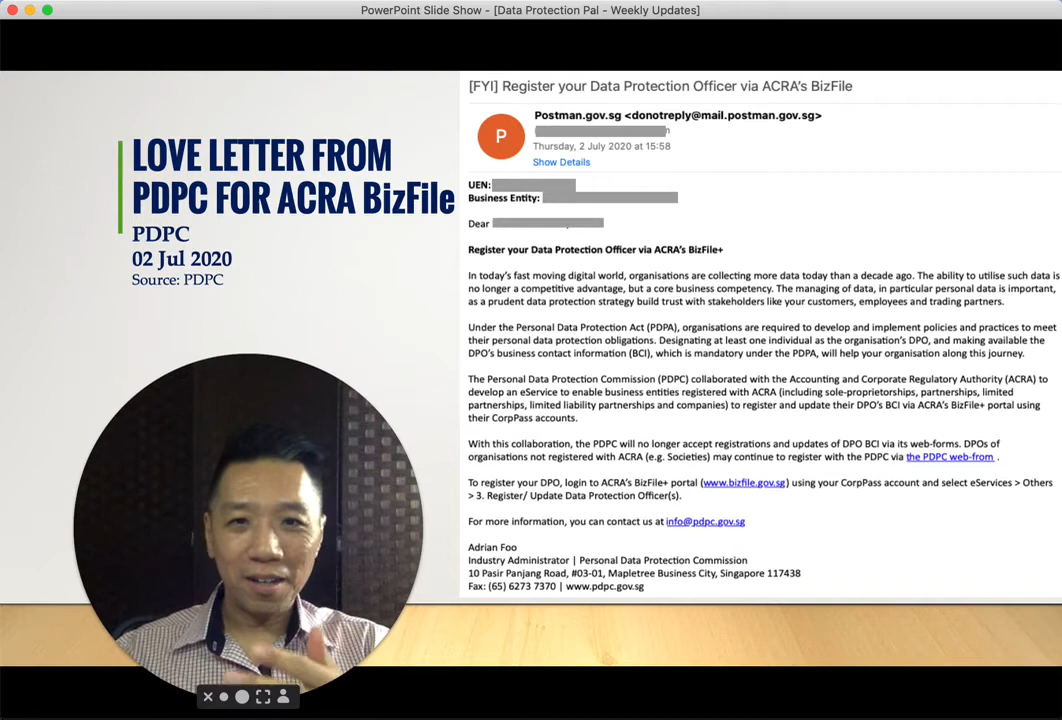 PowerPoint Slide Show - [Data Protection Pal - Weekly Updates]
LOVE LETTER FROM
PDPC FOR ACRA BizFile
PDPC
02 Jul 2020
Source: PDPC
[FYI] Register your Data Protection Officer via ACRA's BizFile
P
Postman.gov.sg <donotreply@mail.postman.gov.sg>
Thursday, 2 July 2020 at 15:58
Show Details
UEN:
Business Entity:
Dear
Register your Data Protection Officer via ACRA's BizFile+
In today's fast moving digital world, organisations are collecting more data today than a decade ago. The ability to utilise such data is
no longer a competitive advantage, but a core business competency. The managing of data, in particular personal data is important,
as a prudent data protection strategy build trust with stakeholders like your customers, employees and trading partners.
Under the Personal Data Protection Act (PDPA), organisations are required to develop and implement policies and practices to meet
their personal data protection obligations. Designating at least one individual as the organisation's DPO, and making available the
DPO's business contact information (BCI), which is mandatory under the PDPA, will help your organisation along this journey.
The Personal Data Protection Commission (PDPC) collaborated with the Accounting and Corporate Regulatory Authority (ACRA) to
develop an eService to enable business entities registered with ACRA (including sole-proprietorships, partnerships, limited
partnerships, limited liability partnerships and companies) to register and update their DPO's BCI via ACRA's BizFile+ portal using
their CorpPass accounts.
With this collaboration, the PDPC will no longer accept registrations and updates of DPO BCI via its web-forms. DPOs of
organisations not registered with ACRA (e.g. Societies) may continue to register with the PDPC via the PDPC web-from .
To register your DPO, login to ACRA's BizFile+ portal (www.bizfile.gov.sg) using your CorpPass account and select eServices > Others
> 3. Register/ Update Data Protection Officer(s).
For more information, you can contact us at info@pdpc.gov.sg
Adrian Foo
Industry Administrator | Personal Data Protection Commission
10 Pasir Panjang Road, #03-01, Mapletree Business City, Singapore 117438
Fax: (65) 6273 7370 | www.pdpc.gov.sg